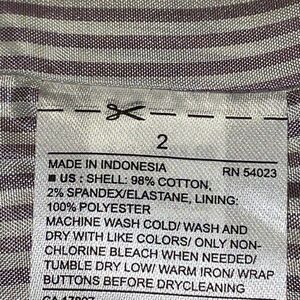 2
MADE IN INDONESIA RN 54023
■ US : SHELL: 98% COTTON,
2% SPANDEX/ELASTANE, LINING:
100% POLYESTER
MACHINE WASH COLD/ WASH AND
DRY WITH LIKE COLORS/ ONLY NON-
CHLORINE BLEACH WHEN NEEDED/
TUMBLE DRY LOW/ WARM IRON/ WRAP
BUTTONS BEFORE DRYCLEANING